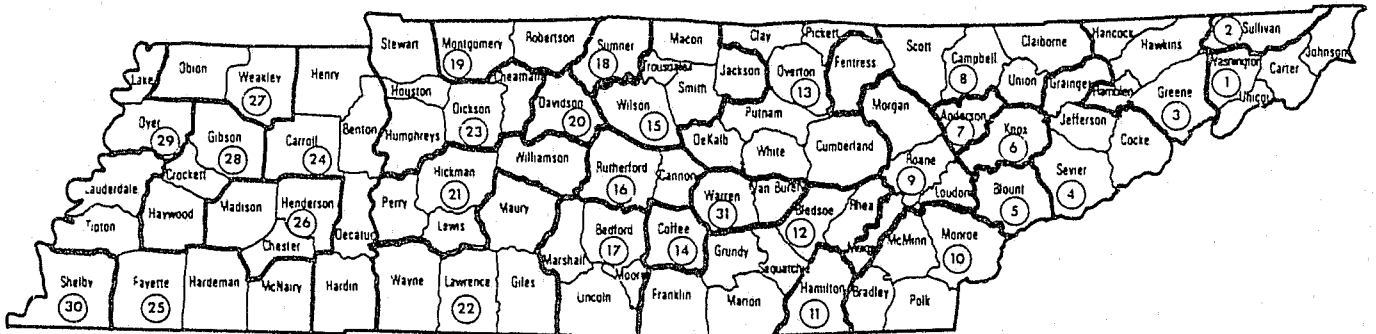 Lake
Obion
Weakley
27
Henry
Stewart
Montgomery
19
Robertson
Sumner
18
Macon
Trousdale
Clay
Pickett
Jackson
Overton
13
Fentress
Scott
Campbell
8
Claiborne
Hancock
Hawkins
2
Sullivan
Johnson
Washington
1
Carter
Unicoi
Union
Grainger
Hamblen
Greene
3
Dyer
29
Gibson
28
Crockett
Carroll
24
Benton
Houston
Humphreys
Dickson
23
Cheatham
Davidson
20
Wilson
15
Smith
Putnam
DeKalb
White
Cumberland
Morgan
Anderson
7
Knox
6
Jefferson
Cocke
Sevier
4
Lauderdale
Tipton
Haywood
Madison
Henderson
26
Chester
Decatur
Perry
Hickman
21
Lewis
Williamson
Maury
Rutherford
16
Cannon
Warren
31
Van Buren
Bledsoe
12
Rhea
Meigs
Roane
9
Loudon
Blount
5
Monroe
10
McMinn
Shelby
30
Fayette
25
Hardeman
McNairy
Hardin
Wayne
Lawrence
22
Giles
Marshall
Bedford
17
Moore
Lincoln
Coffee
14
Franklin
Grundy
Sequatchie
Marion
Hamilton
11
Bradley
Polk